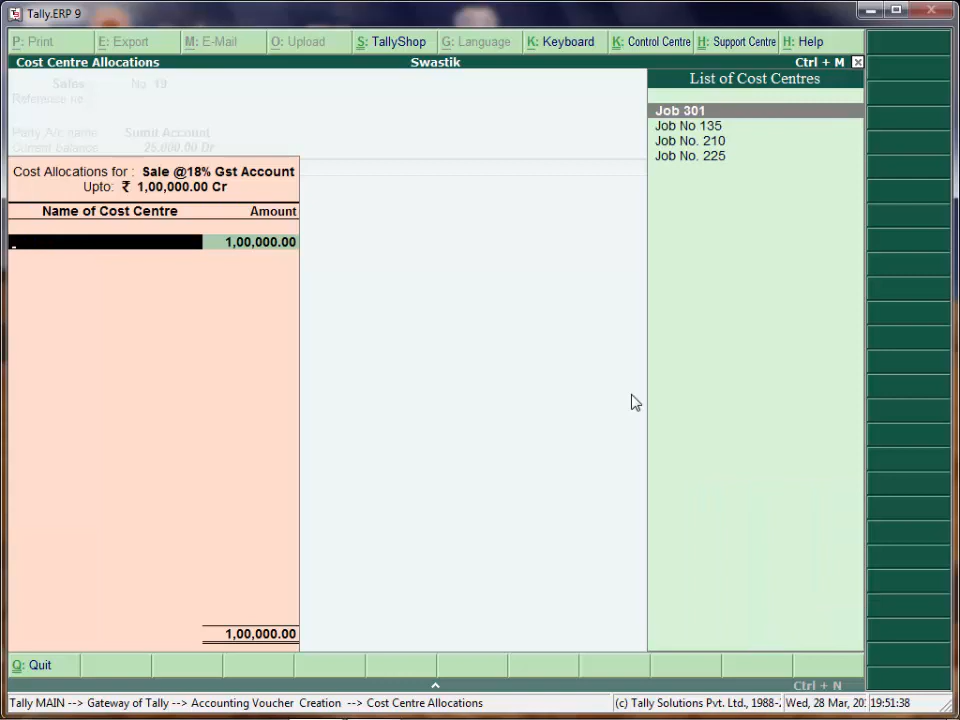 Tally.ERP 9
P: Print E: Export M: E-Mail O: Upload S: TallyShop G: Language K: Keyboard K: Control Centre H: Support Centre H: Help
Cost Centre Allocations Swastik Ctrl + M
List of Cost Centres
Sales No. 19
Reference no.
Party A/c name Sumit Account
Current balance 25,000.00 Dr
Job 301
Job No 135
Job No. 210
Job No. 225
Cost Allocations for : Sale @18% Gst Account
Upto: ₹ 1,00,000.00 Cr
Name of Cost Centre Amount
1,00,000.00
1,00,000.00
Q: Quit
Ctrl + N
Tally MAIN --> Gateway of Tally --> Accounting Voucher Creation --> Cost Centre Allocations (c) Tally Solutions Pvt. Ltd., 1988- Wed, 28 Mar, 19:51:38